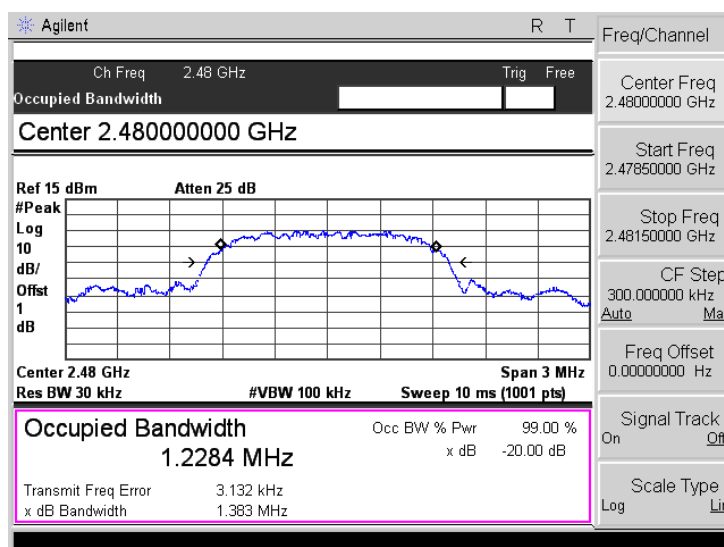 Agilent R T
Freq/Channel
Ch Freq 2.48 GHz Trig Free
Occupied Bandwidth
Center 2.480000000 GHz
Center Freq
2.48000000 GHz
Start Freq
2.47850000 GHz
Stop Freq
2.48150000 GHz
CF Step
300.000000 kHz
Auto Ma
Freq Offset
0.00000000 Hz
Signal Track
On Off
Scale Type
Log Lin
Ref 15 dBm Atten 25 dB
#Peak
Log
10
dB/
Offst
1
dB
Center 2.48 GHz Span 3 MHz
Res BW 30 kHz #VBW 100 kHz Sweep 10 ms (1001 pts)
Occupied Bandwidth
1.2284 MHz
Occ BW % Pwr 99.00 %
x dB -20.00 dB
Transmit Freq Error 3.132 kHz
x dB Bandwidth 1.383 MHz